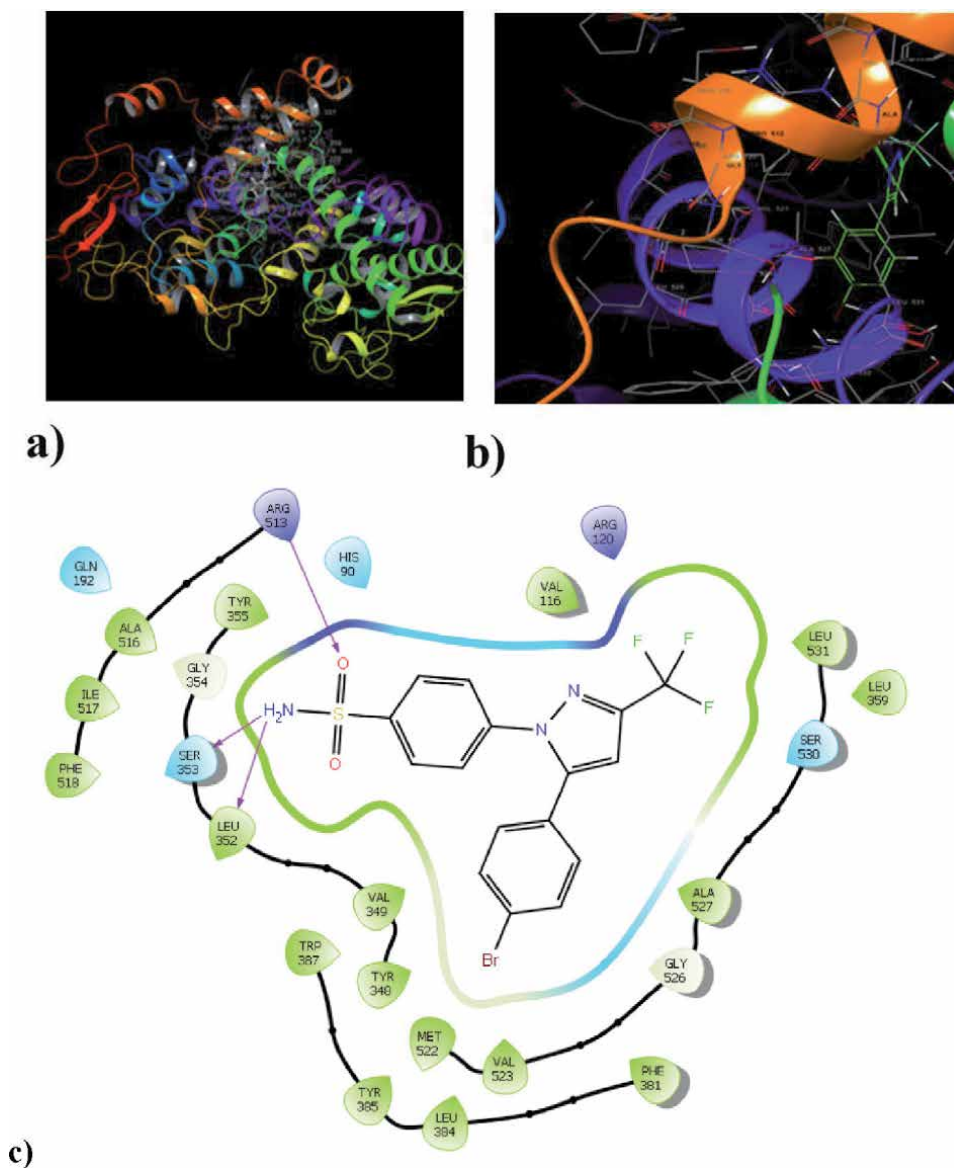 a)
b)
ARG
513
HIS
90
ARG
120
GLN
192
VAL
116
TYR
355
ALA
516
LEU
531
GLY
354
LEU
359
ILE
517
SER
353
SER
530
PHE
518
LEU
352
H₂N
S
O
O
N
N
F
F
F
VAL
349
ALA
527
TRP
387
TYR
348
Br
GLY
526
MET
522
VAL
523
PHE
381
TYR
385
LEU
384
c)